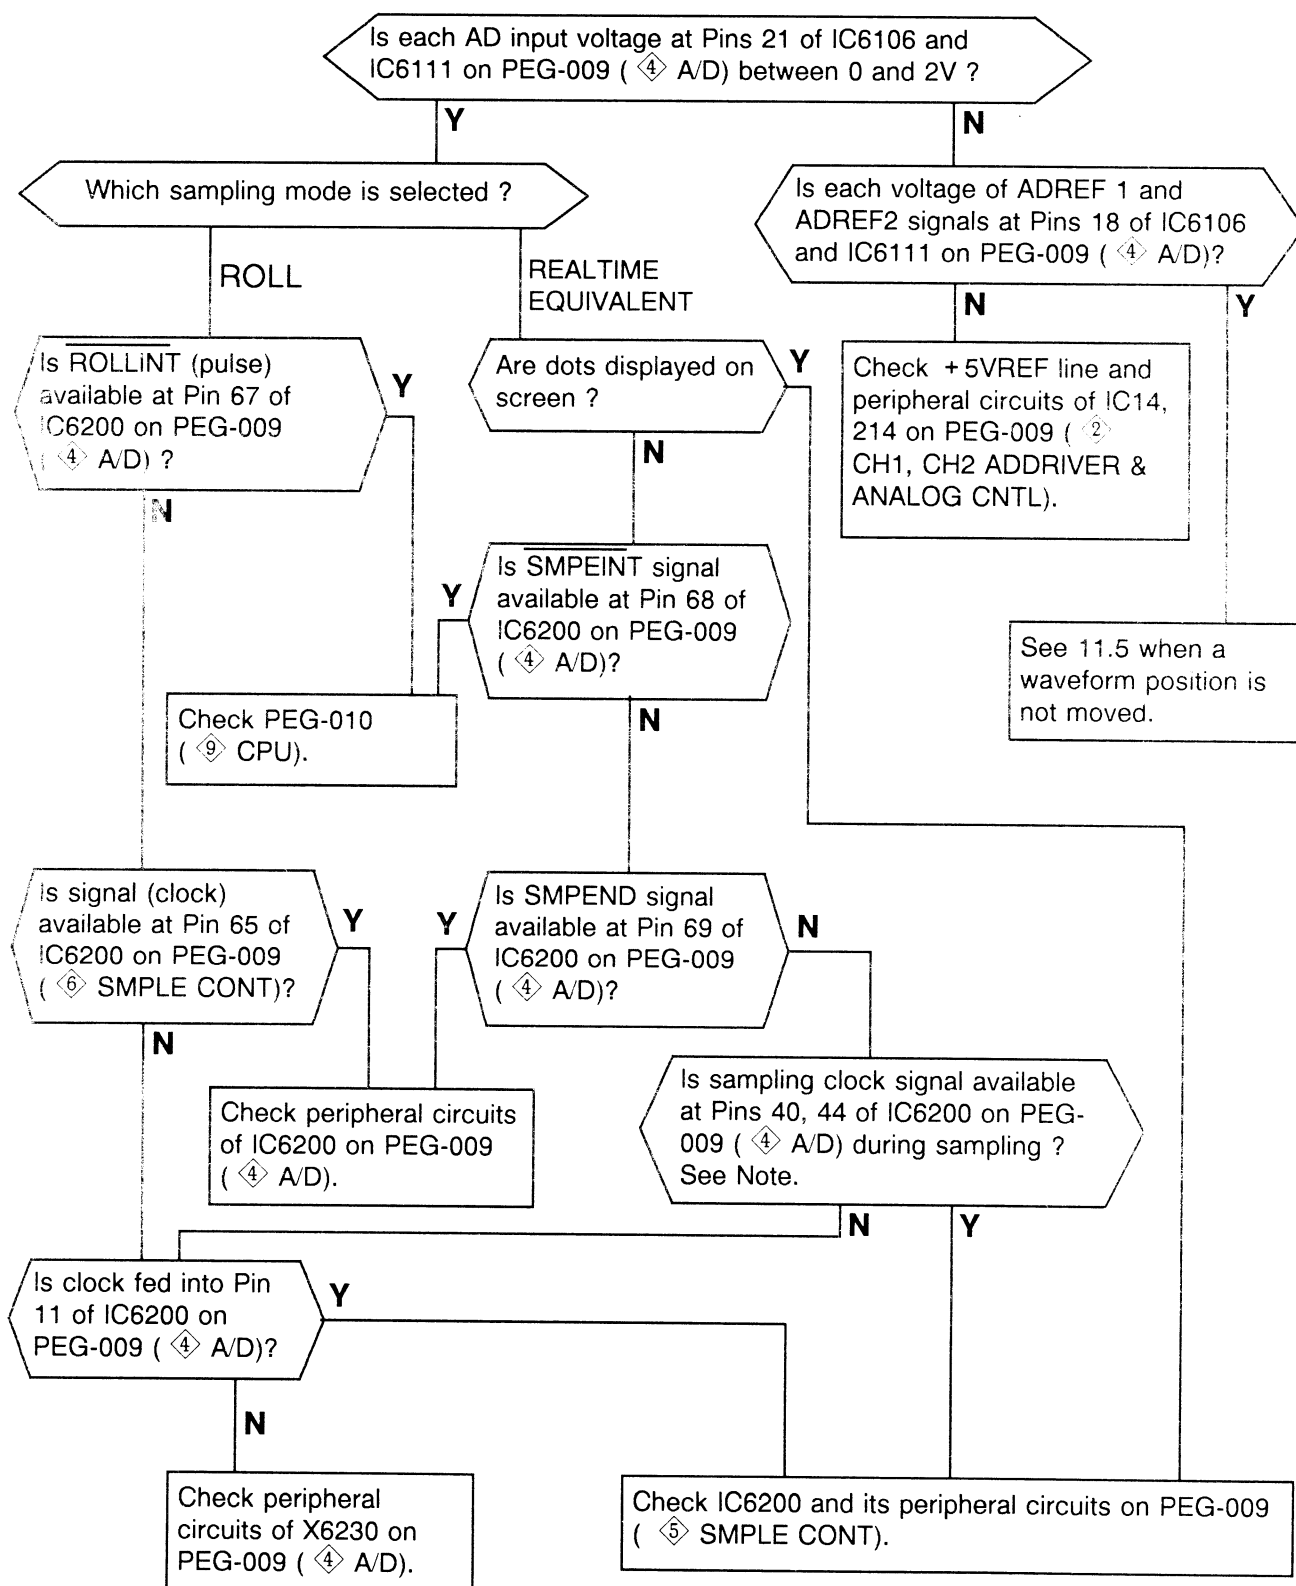 Is each AD input voltage at Pins 21 of IC6106 and
IC6111 on PEG-009 ( 4 A/D) between 0 and 2V ?
Y
N
Which sampling mode is selected ?
Is each voltage of ADREF 1 and
ADREF2 signals at Pins 18 of IC6106
and IC6111 on PEG-009 ( 4 A/D)?
ROLL
REALTIME
EQUIVALENT
N
Y
Is ROLLiNT (pulse)
available at Pin 67 of
IC6200 on PEG-009
( 4 A/D) ?
Y
N
Are dots displayed on
screen ?
Y
N
Check +5VREF line and
peripheral circuits of IC14,
214 on PEG-009 ( 2
CH1, CH2 ADDRIVER &
ANALOG CNTL).
Is SMPEINT signal
available at Pin 68 of
IC6200 on PEG-009
( 4 A/D)?
Y
N
See 11.5 when a
waveform position is
not moved.
Check PEG-010
( 9 CPU).
Is signal (clock)
available at Pin 65 of
IC6200 on PEG-009
( 6 SMPLE CONT)?
Y
N
Is SMPEND signal
available at Pin 69 of
IC6200 on PEG-009
( 4 A/D)?
Y
N
Check peripheral circuits
of IC6200 on PEG-009
( 4 A/D).
Is sampling clock signal available
at Pins 40, 44 of IC6200 on PEG-
009 ( 4 A/D) during sampling ?
See Note.
N
Y
Is clock fed into Pin
11 of IC6200 on
PEG-009 ( 4 A/D)?
Y
N
Check peripheral
circuits of X6230 on
PEG-009 ( 4 A/D).
Check IC6200 and its peripheral circuits on PEG-009
( 5 SMPLE CONT).